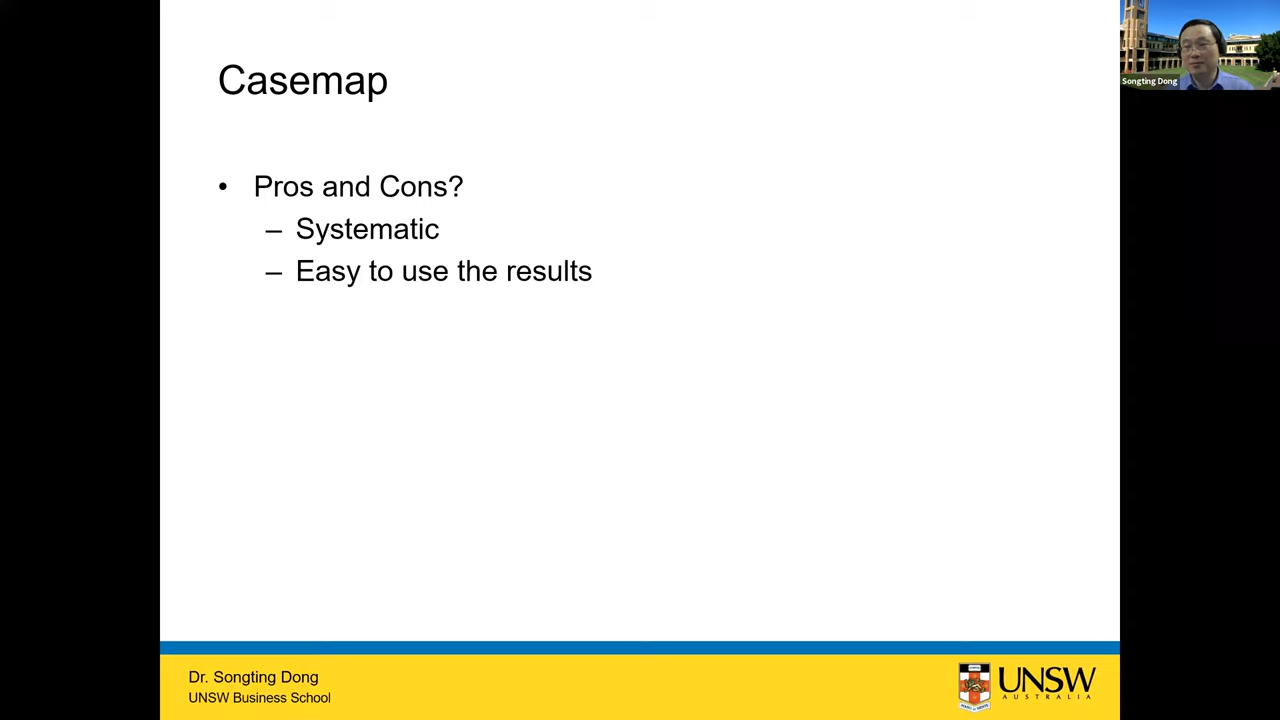 Casemap
• Pros and Cons?
– Systematic
– Easy to use the results
Songting Dong
Dr. Songting Dong
UNSW Business School
UNSW
AUSTRALIA